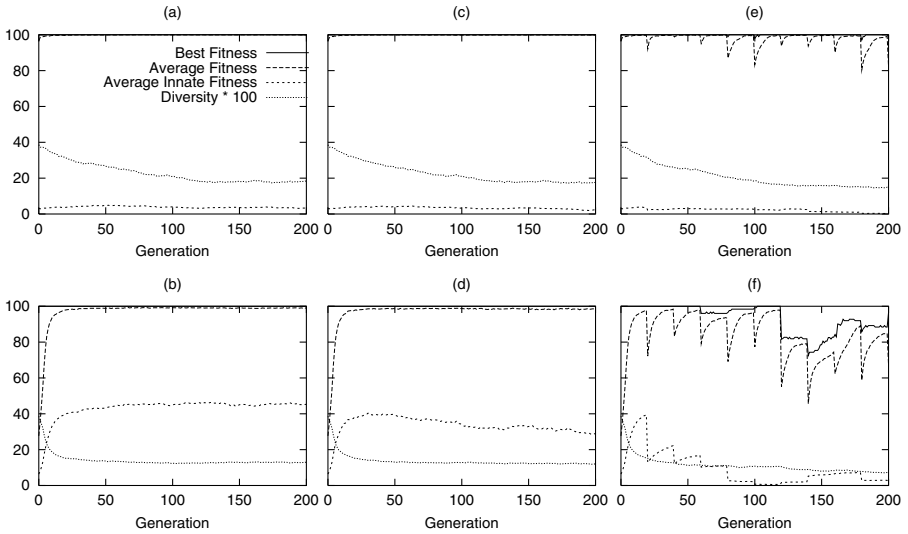 (a)
(c)
(e)
100
80
60
40
20
0
Best Fitness
Average Fitness
Average Innate Fitness
Diversity * 100
0 50 100 150 200
0 50 100 150 200
0 50 100 150 200
Generation
Generation
Generation
(b)
(d)
(f)
100
80
60
40
20
0
0 50 100 150 200
0 50 100 150 200
0 50 100 150 200
Generation
Generation
Generation